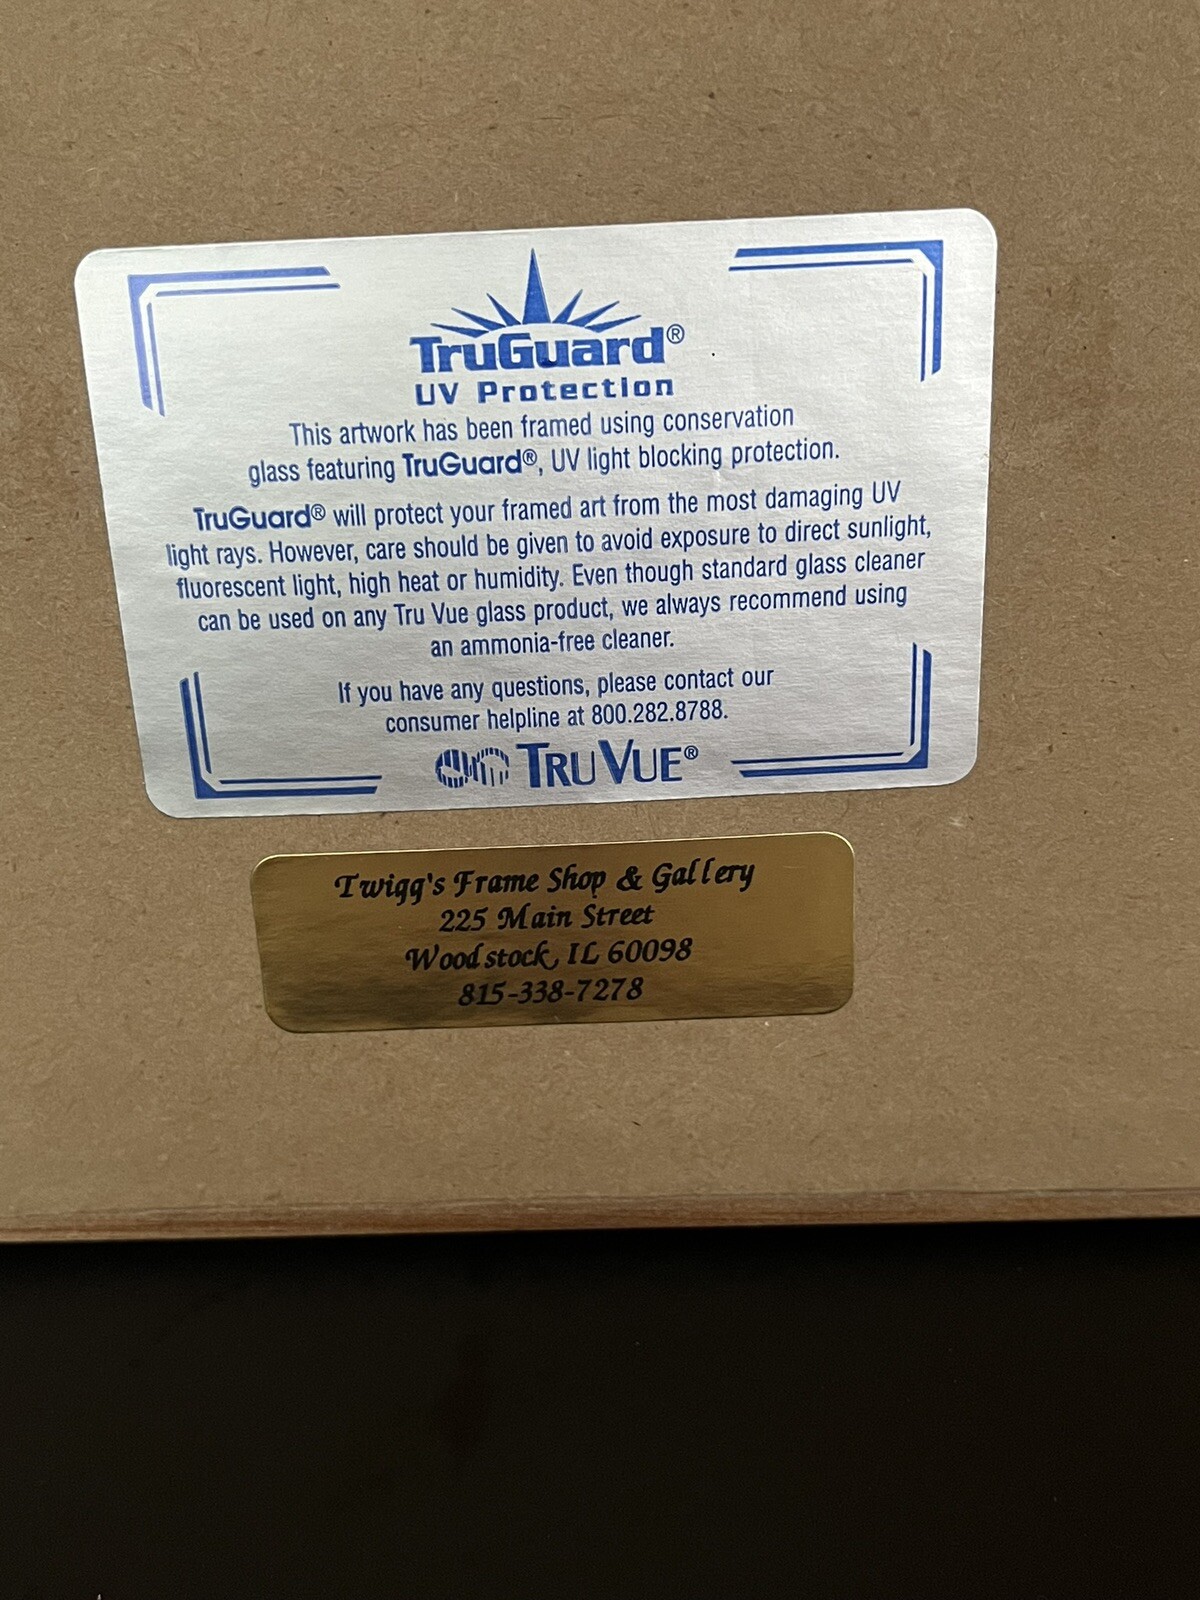 TruGuard®
UV Protection
This artwork has been framed using conservation
glass featuring TruGuard®, UV light blocking protection.
TruGuard® will protect your framed art from the most damaging UV
light rays. However, care should be given to avoid exposure to direct sunlight,
fluorescent light, high heat or humidity. Even though standard glass cleaner
can be used on any Tru Vue glass product, we always recommend using
an ammonia-free cleaner.
If you have any questions, please contact our
consumer helpline at 800.282.8788.
TRU VUE®
Twigg's Frame Shop & Gallery
225 Main Street
Woodstock, IL 60098
815-338-7278